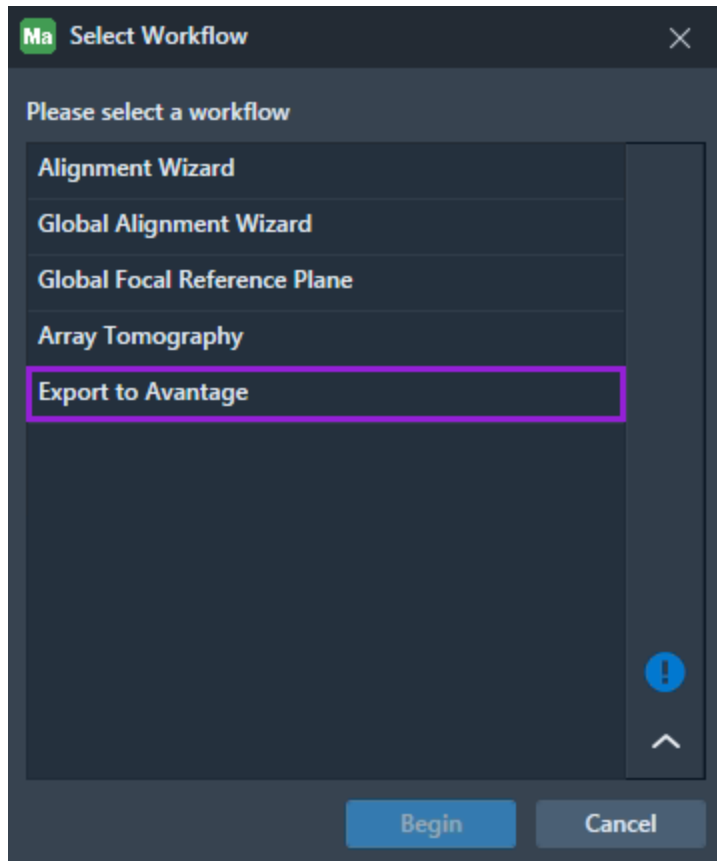 Ma Select Workflow
Please select a workflow
Alignment Wizard
Global Alignment Wizard
Global Focal Reference Plane
Array Tomography
Export to Avantage
Begin Cancel